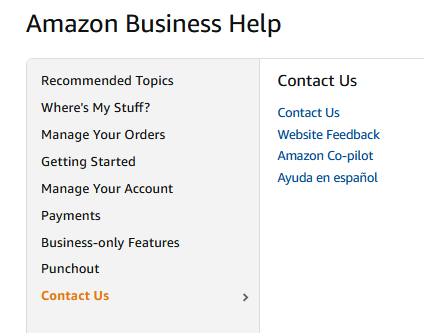 Amazon Business Help
Recommended Topics
Where's My Stuff?
Manage Your Orders
Getting Started
Manage Your Account
Payments
Business-only Features
Punchout
Contact Us
Contact Us
Contact Us
Website Feedback
Amazon Co-pilot
Ayuda en español